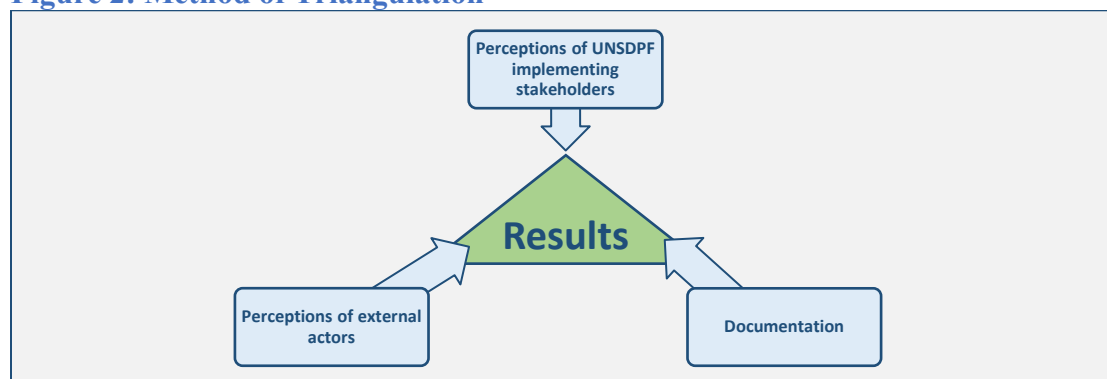 Figure 2: Method of Triangulation
Perceptions of UNSDPF
implementing
stakeholders
Results
Perceptions of external
actors
Documentation